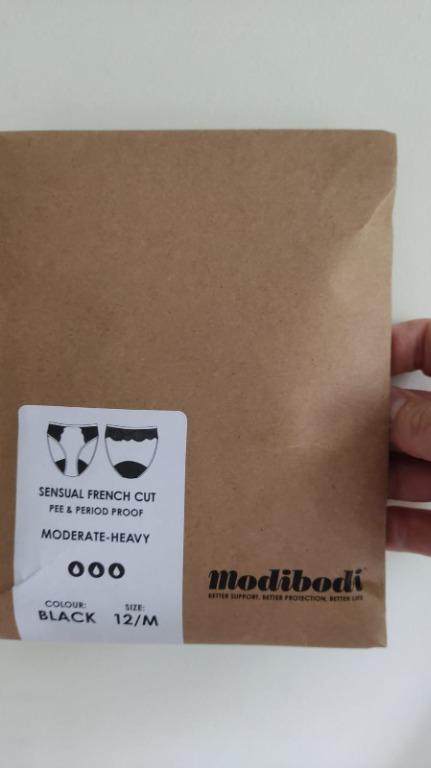 SENSUAL FRENCH CUT
PEE & PERIOD PROOF
MODERATE-HEAVY
COLOUR: SIZE:
BLACK 12/M
modibodi
BETTER SUPPORT. BETTER PROTECTION. BETTER LIFE